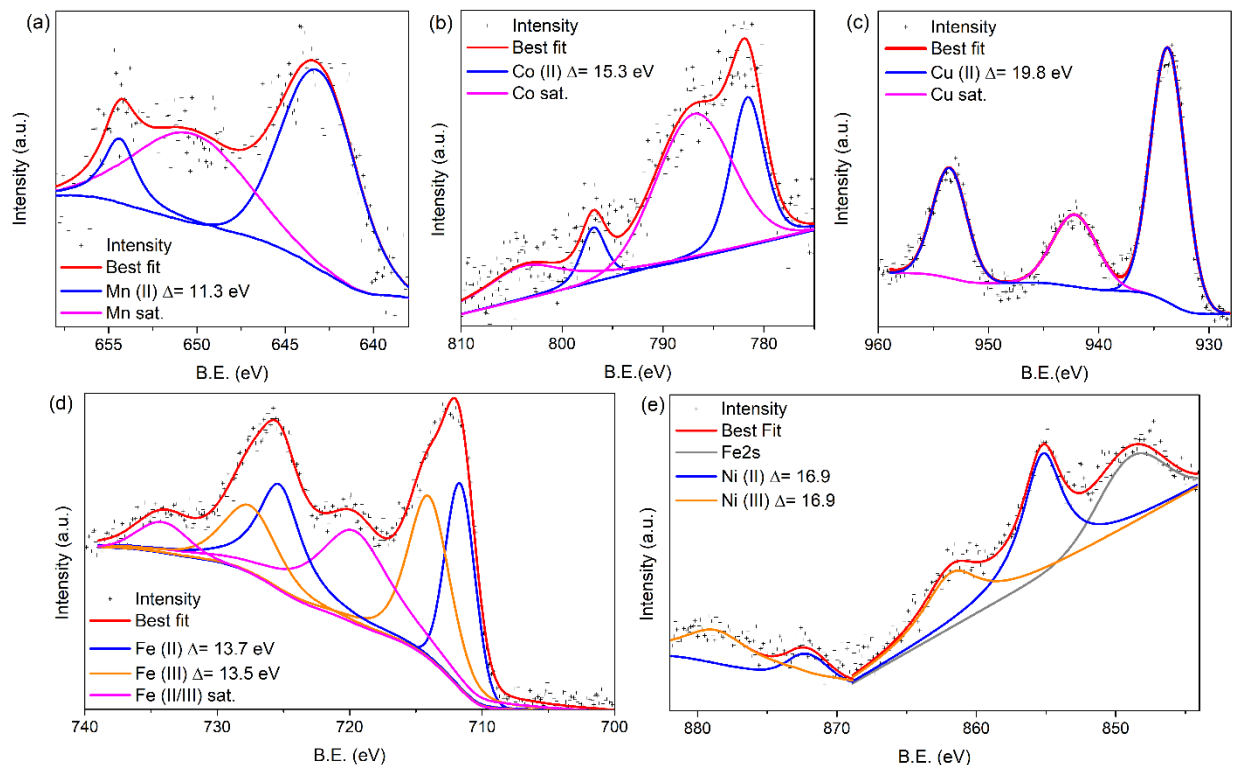 (a)
Intensity
Best fit
Mn (II) Δ= 11.3 eV
Mn sat.
Intensity (a.u.)
655 650 645 640
B.E. (eV)
(b)
Intensity
Best fit
Co (II) Δ= 15.3 eV
Co sat.
Intensity (a.u.)
810 800 790 780
B.E.(eV)
(c)
Intensity
Best fit
Cu (II) Δ= 19.8 eV
Cu sat.
Intensity (a.u.)
960 950 940 930
B.E. (eV)
(d)
Intensity
Best fit
Fe (II) Δ= 13.7 eV
Fe (III) Δ= 13.5 eV
Fe (II/III) sat.
Intensity (a.u.)
740 730 720 710 700
B.E. (eV)
(e)
Intensity
Best Fit
Fe2s
Ni (II) Δ= 16.9
Ni (III) Δ= 16.9
Intensity (a.u.)
880 870 860 850
B.E. (eV)